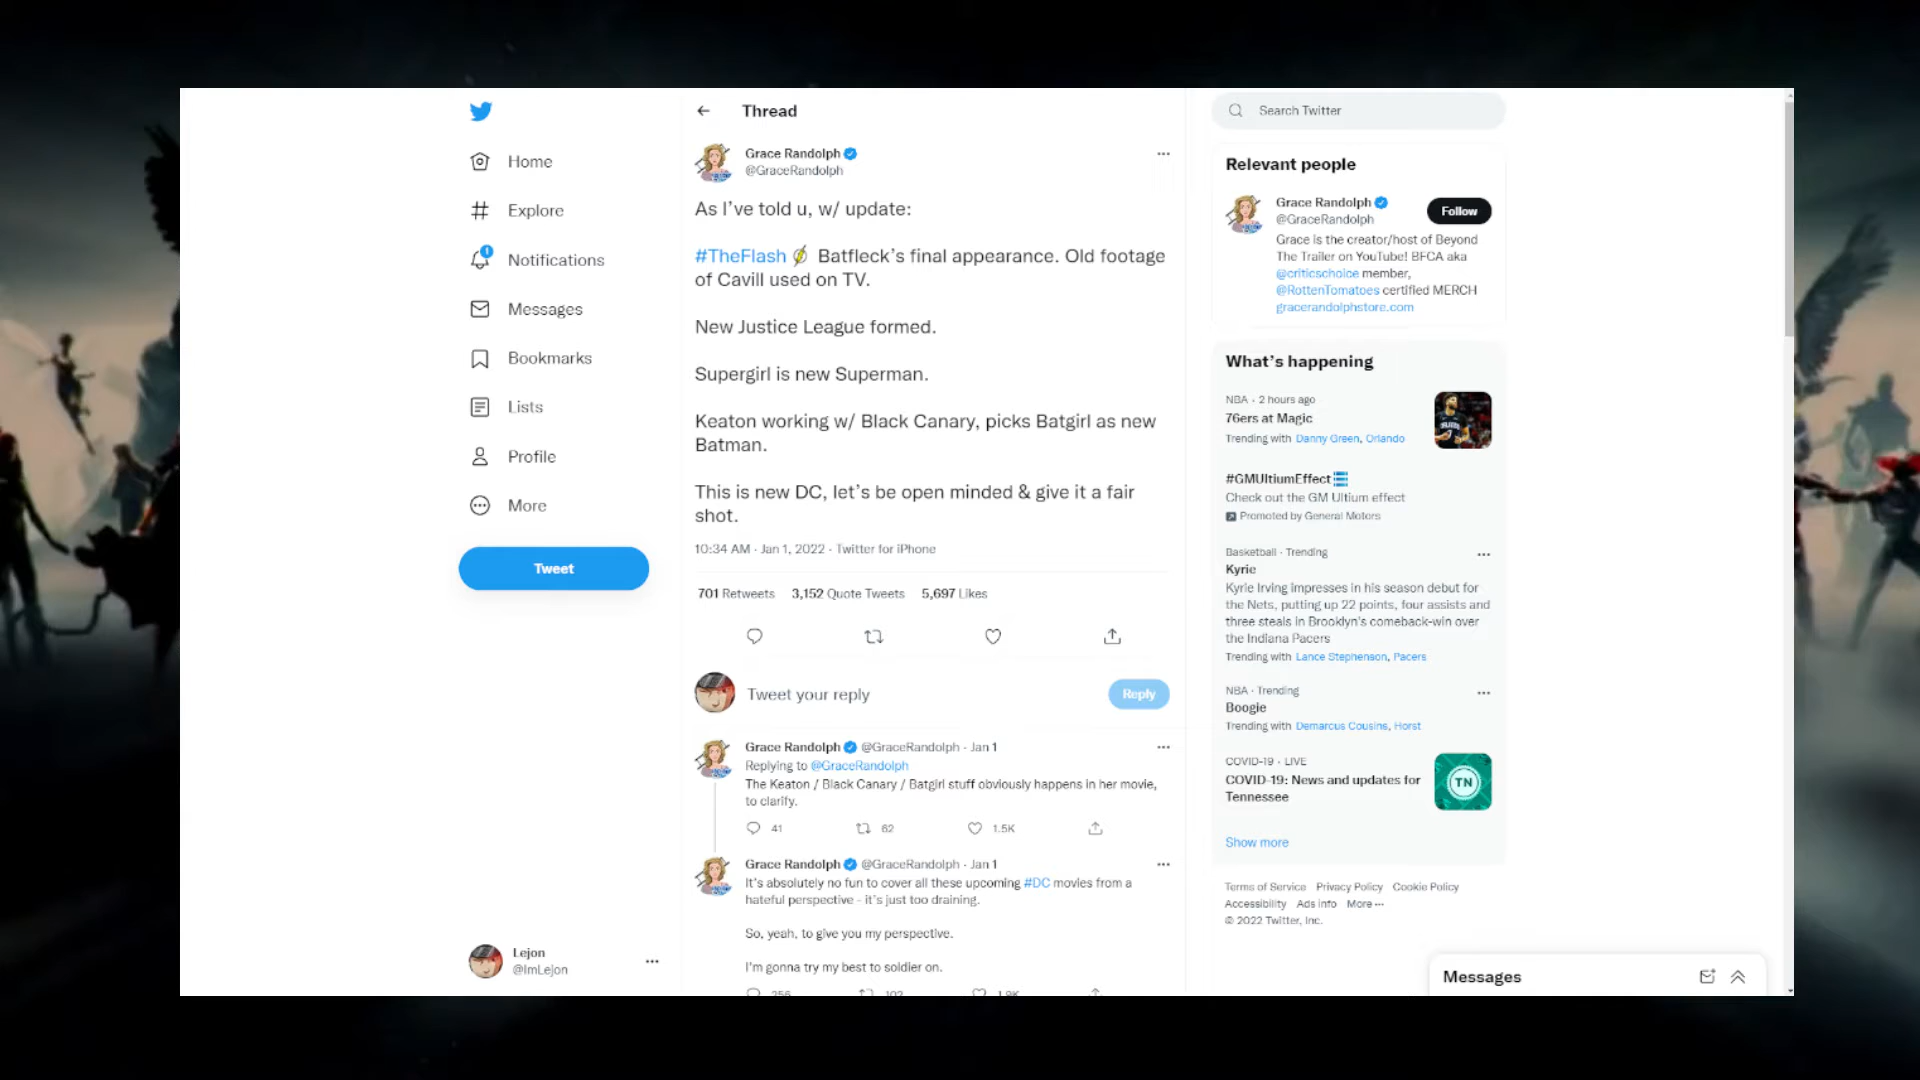 Home
Explore
1
Notifications
Messages
Bookmarks
Lists
Profile
More
Tweet
Lejon
@ImLejon
Thread
Grace Randolph
@GraceRandolph
As I've told u, w/ update:
#TheFlash ⚡ Batfleck's final appearance. Old footage
of Cavill used on TV.
New Justice League formed.
Supergirl is new Superman.
Keaton working w/ Black Canary, picks Batgirl as new
Batman.
This is new DC, let's be open minded & give it a fair
shot.
10:34 AM · Jan 1, 2022 · Twitter for iPhone
701 Retweets 3,152 Quote Tweets 5,697 Likes
Tweet your reply
Reply
Grace Randolph @GraceRandolph · Jan 1
Replying to @GraceRandolph
The Keaton / Black Canary / Batgirl stuff obviously happens in her movie,
to clarify.
41 62 1.5K
Grace Randolph @GraceRandolph · Jan 1
It's absolutely no fun to cover all these upcoming #DC movies from a
hateful perspective - it's just too draining.
So, yeah, to give you my perspective.
I'm gonna try my best to soldier on.
256 102 1.9K
Search Twitter
Relevant people
Grace Randolph
@GraceRandolph
Follow
Grace is the creator/host of Beyond
The Trailer on YouTube! BFCA aka
@criticschoice member,
@RottenTomatoes certified MERCH
gracerandolphstore.com
What's happening
NBA · 2 hours ago
76ers at Magic
Trending with Danny Green, Orlando
#GMUltiumEffect
Check out the GM Ultium effect
Promoted by General Motors
Basketball · Trending
Kyrie
Kyrie Irving impresses in his season debut for
the Nets, putting up 22 points, four assists and
three steals in Brooklyn's comeback-win over
the Indiana Pacers
Trending with Lance Stephenson, Pacers
NBA · Trending
Boogie
Trending with Demarcus Cousins, Horst
COVID-19 · LIVE
COVID-19: News and updates for
Tennessee
TN
Show more
Terms of Service Privacy Policy Cookie Policy
Accessibility Ads info More ···
© 2022 Twitter, Inc.
Messages